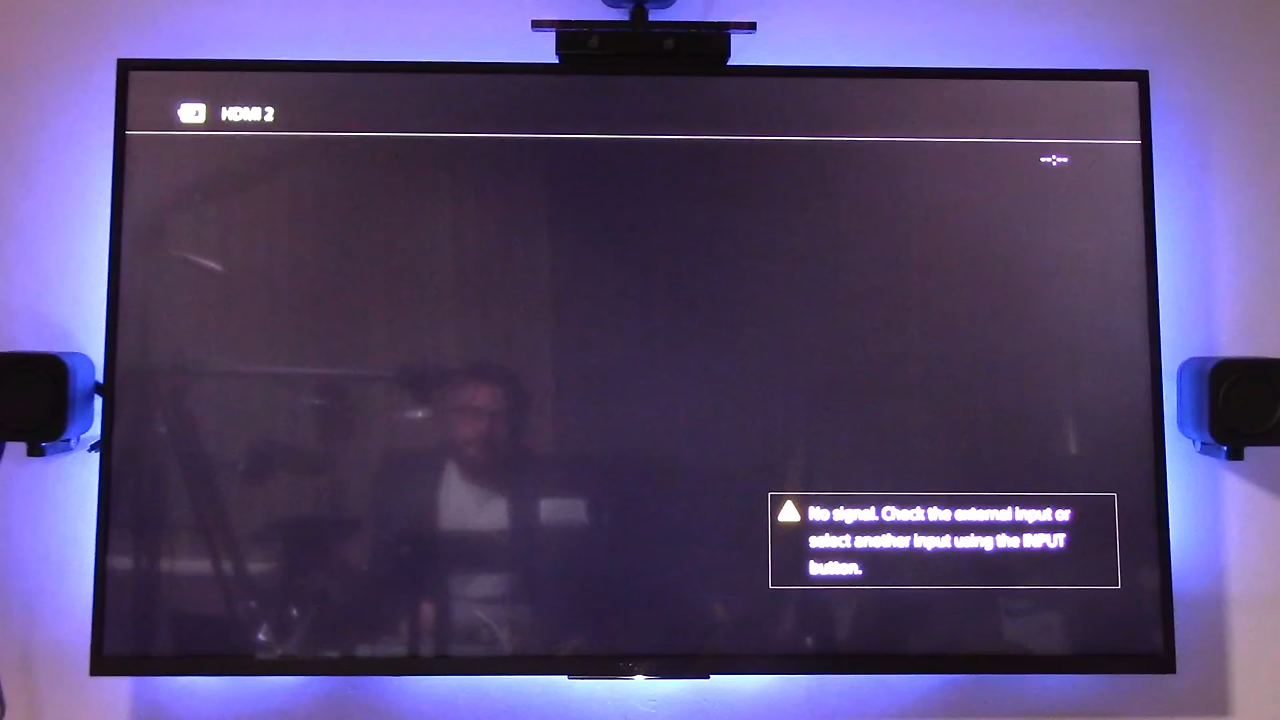 HDMI 2
--:--
No signal. Check the external input or
select another input using the INPUT
button.